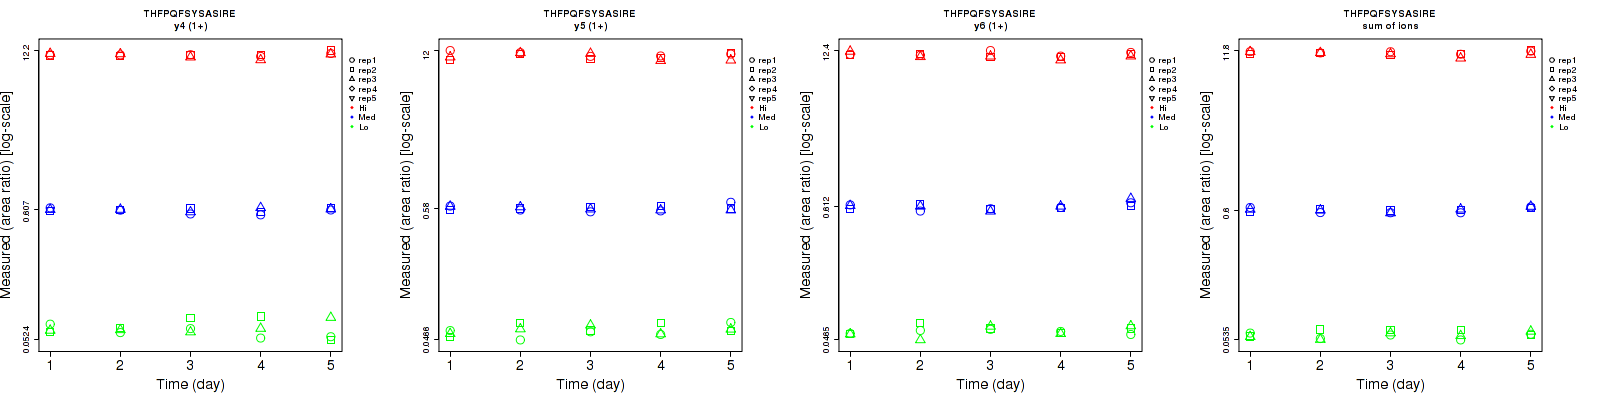 THFPQFSYSASIRE
y4 (1+)
Measured (area ratio) [log-scale]
12.2
0.607
0.0524
1 2 3 4 5
Time (day)
rep1
rep2
rep3
rep4
rep5
Hi
Med
Lo
THFPQFSYSASIRE
y5 (1+)
Measured (area ratio) [log-scale]
12
0.58
0.0466
1 2 3 4 5
Time (day)
rep1
rep2
rep3
rep4
rep5
Hi
Med
Lo
THFPQFSYSASIRE
y6 (1+)
Measured (area ratio) [log-scale]
12.4
0.612
0.0465
1 2 3 4 5
Time (day)
rep1
rep2
rep3
rep4
rep5
Hi
Med
Lo
THFPQFSYSASIRE
sum of ions
Measured (area ratio) [log-scale]
11.8
0.6
0.0535
1 2 3 4 5
Time (day)
rep1
rep2
rep3
rep4
rep5
Hi
Med
Lo